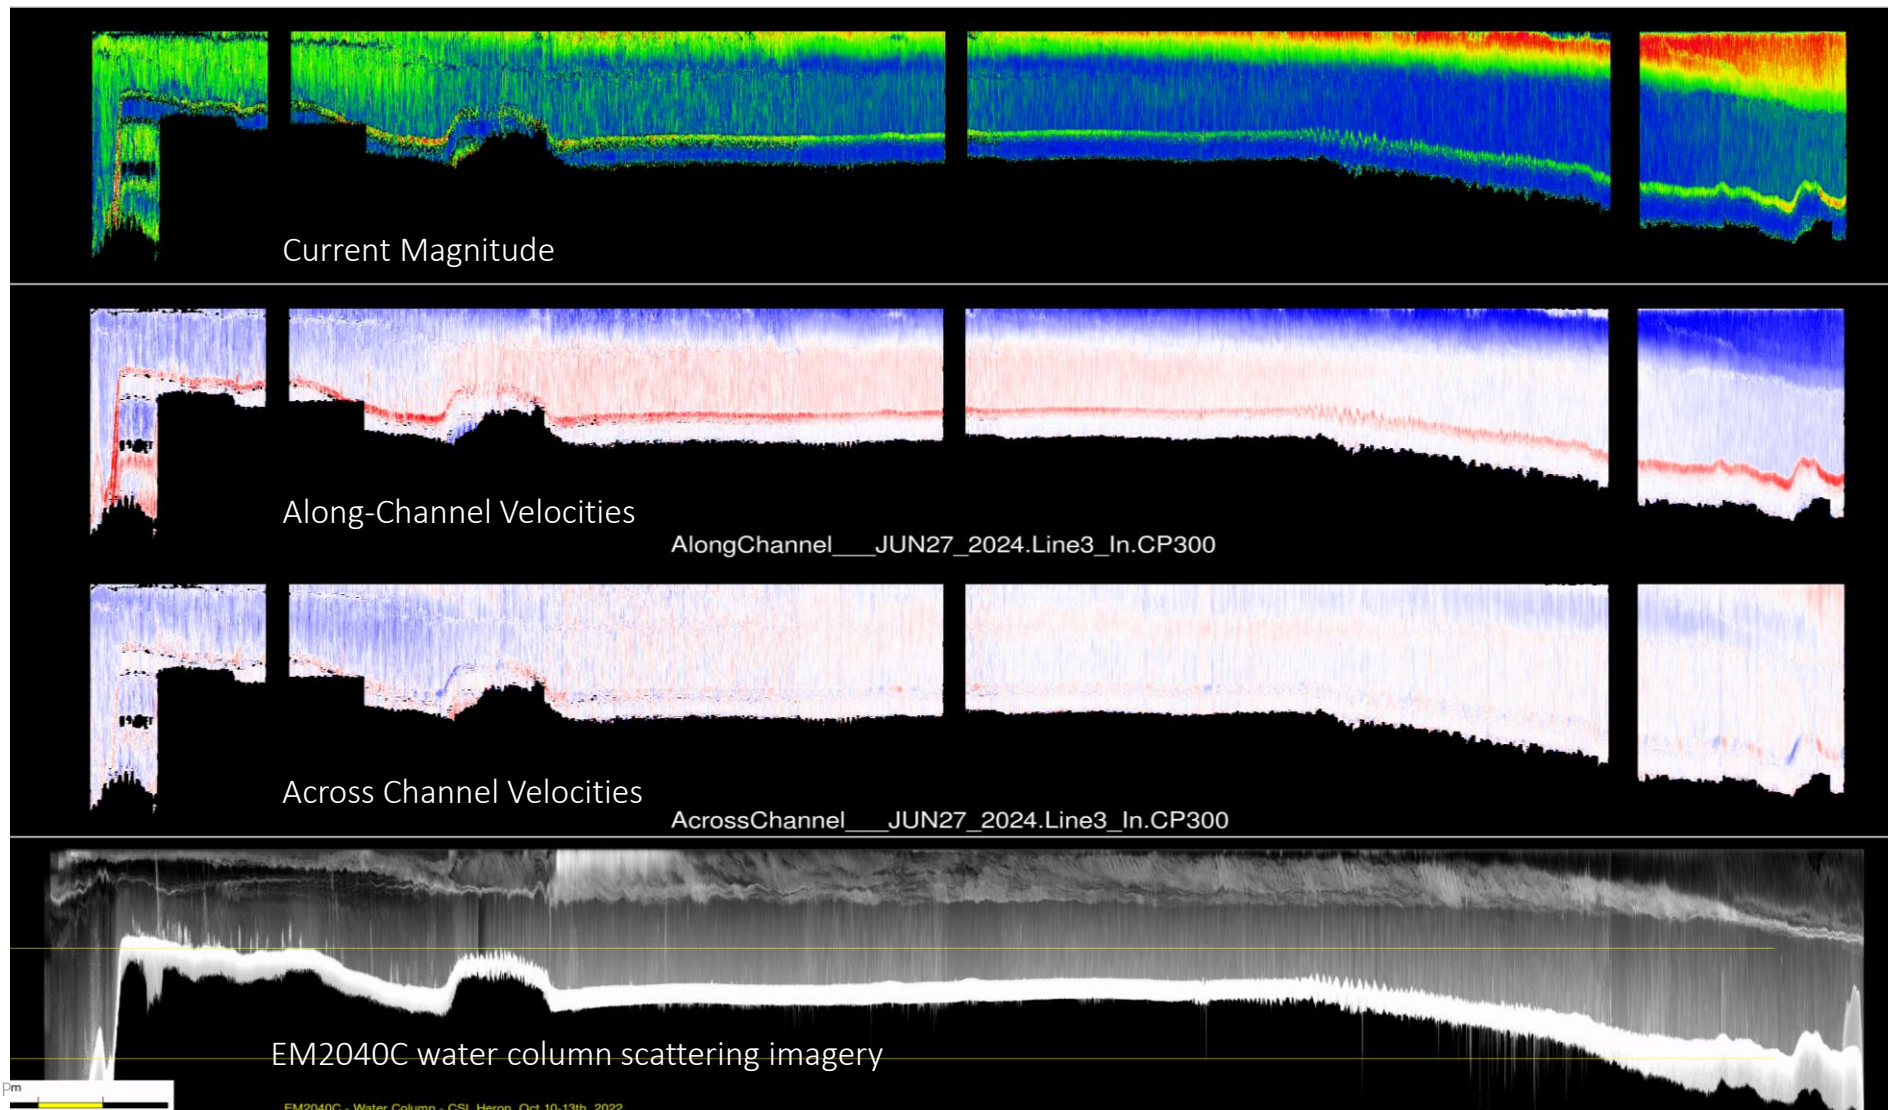 Current Magnitude
Along-Channel Velocities
AlongChannel___JUN27_2024.Line3_In.CP300
Across Channel Velocities
AcrossChannel___JUN27_2024.Line3_In.CP300
EM2040C water column scattering imagery
EM2040C - Water Column - CSL Heron, Oct 10-13th, 2022